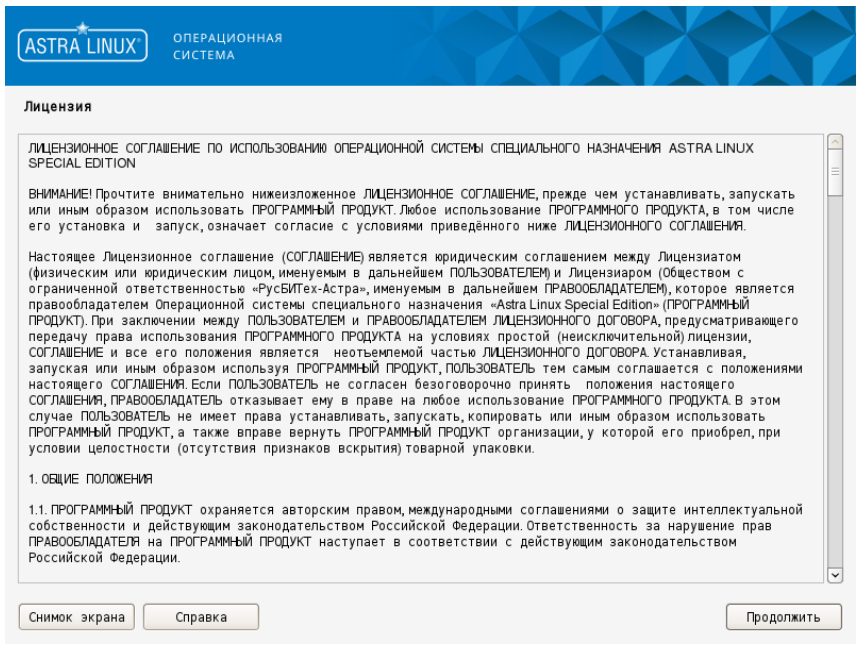 ASTRA LINUX®
ОПЕРАЦИОННАЯ
СИСТЕМА
Лицензия
ЛИЦЕНЗИОННОЕ СОГЛАШЕНИЕ ПО ИСПОЛЬЗОВАНИЮ ОПЕРАЦИОННОЙ СИСТЕМЫ СПЕЦИАЛЬНОГО НАЗНАЧЕНИЯ ASTRA LINUX
SPECIAL EDITION
ВНИМАНИЕ! Прочтите внимательно нижеизложенное ЛИЦЕНЗИОННОЕ СОГЛАШЕНИЕ, прежде чем устанавливать, запускать
или иным образом использовать ПРОГРАММНЫЙ ПРОДУКТ. Любое использование ПРОГРАММНОГО ПРОДУКТА, в том числе
его установка и запуск, означает согласие с условиями приведённого ниже ЛИЦЕНЗИОННОГО СОГЛАШЕНИЯ.
Настоящее Лицензионное соглашение (СОГЛАШЕНИЕ) является юридическим соглашением между Лицензиатом
(физическим или юридическим лицом, именуемым в дальнейшем ПОЛЬЗОВАТЕЛЕМ) и Лицензиаром (Обществом с
ограниченной ответственностью «РусБИТех-Астра», именуемым в дальнейшем ПРАВООБЛАДАТЕЛЕМ), которое является
правообладателем Операционной системы специального назначения «Astra Linux Special Edition» (ПРОГРАММНЫЙ
ПРОДУКТ). При заключении между ПОЛЬЗОВАТЕЛЕМ и ПРАВООБЛАДАТЕЛЕМ ЛИЦЕНЗИОННОГО ДОГОВОРА, предусматривающего
передачу права использования ПРОГРАММНОГО ПРОДУКТА на условиях простой (неисключительной) лицензии,
СОГЛАШЕНИЕ и все его положения является неотъемлемой частью ЛИЦЕНЗИОННОГО ДОГОВОРА. Устанавливая,
запуская или иным образом используя ПРОГРАММНЫЙ ПРОДУКТ, ПОЛЬЗОВАТЕЛЬ тем самым соглашается с положениями
настоящего СОГЛАШЕНИЯ. Если ПОЛЬЗОВАТЕЛЬ не согласен безоговорочно принять положения настоящего
СОГЛАШЕНИЯ, ПРАВООБЛАДАТЕЛЬ отказывает ему в праве на любое использование ПРОГРАММНОГО ПРОДУКТА. В этом
случае ПОЛЬЗОВАТЕЛЬ не имеет права устанавливать, запускать, копировать или иным образом использовать
ПРОГРАММНЫЙ ПРОДУКТ, а также вправе вернуть ПРОГРАММНЫЙ ПРОДУКТ организации, у которой его приобрел, при
условии целостности (отсутствия признаков вскрытия) товарной упаковки.
1. ОБЩИЕ ПОЛОЖЕНИЯ
1.1. ПРОГРАММНЫЙ ПРОДУКТ охраняется авторским правом, международными соглашениями о защите интеллектуальной
собственности и действующим законодательством Российской Федерации. Ответственность за нарушение прав
ПРАВООБЛАДАТЕЛЯ на ПРОГРАММНЫЙ ПРОДУКТ наступает в соответствии с действующим законодательством
Российской Федерации.
Снимок экрана Справка Продолжить